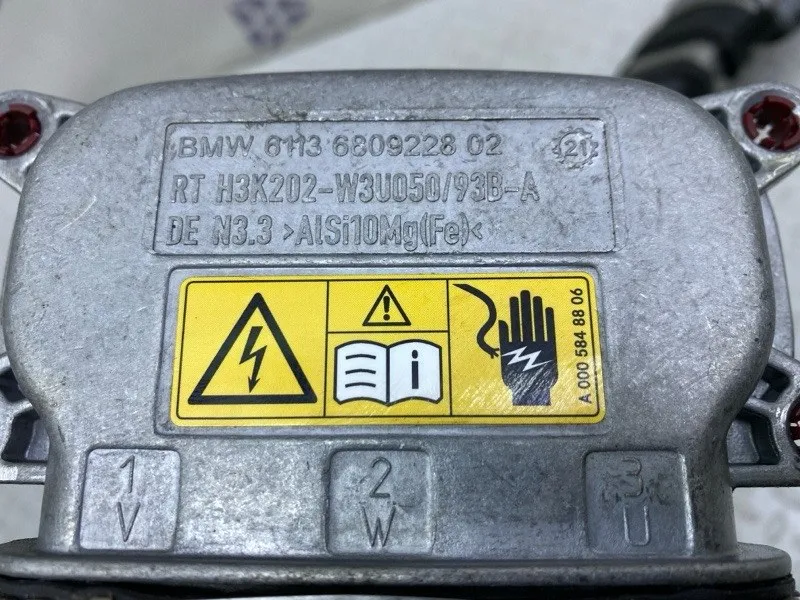 BMW 6113 6809228 02 21
RT H3K202-W3U050/93B-A
DE N3.3 >AlSi10Mg(Fe)<
A 000 584 88 06
1
V
2
W
3
U